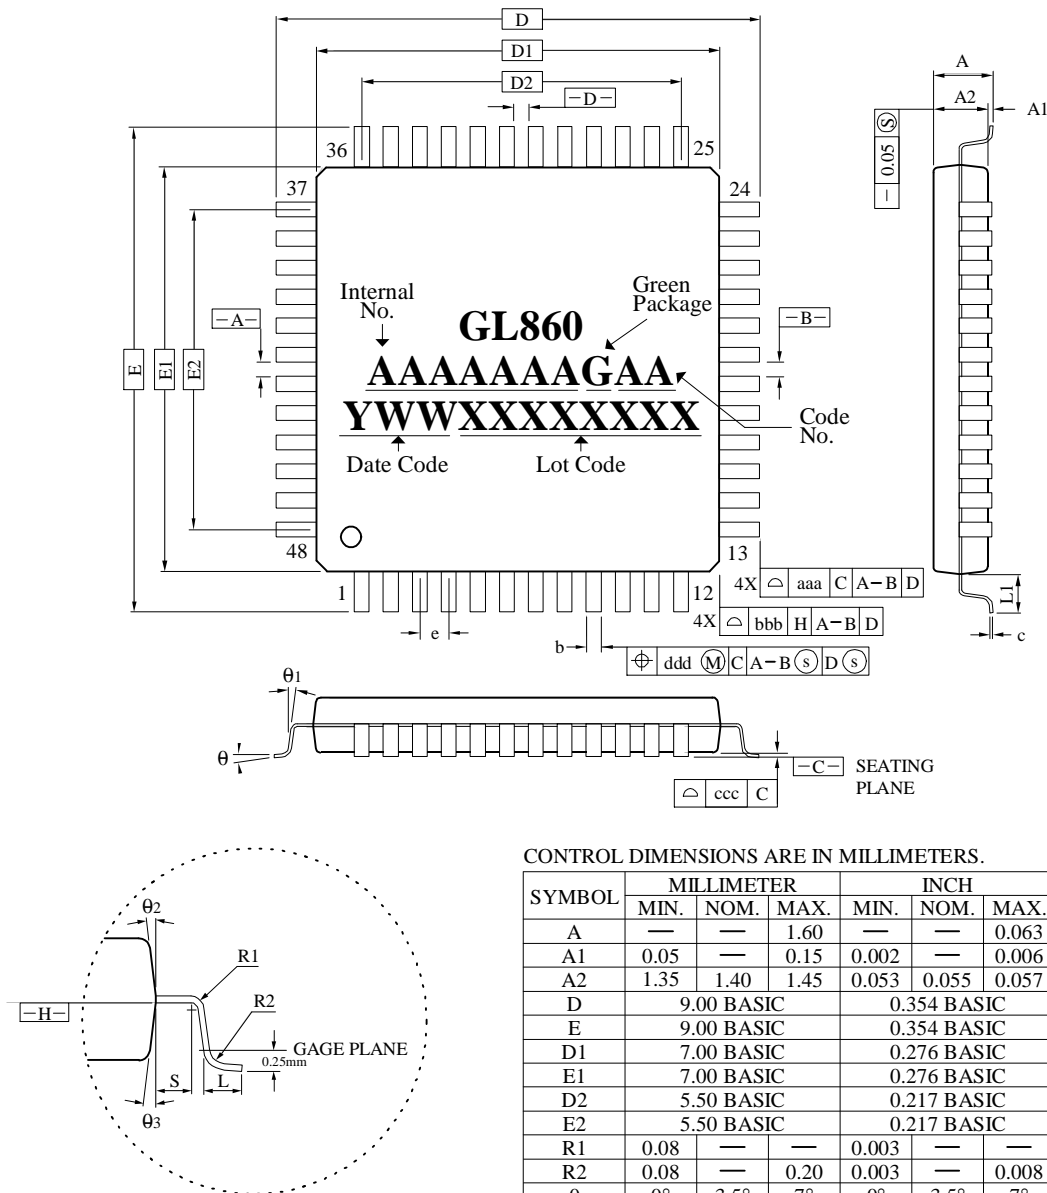 D
D1
D2
−D−
36
25
37
24
A
A2
A1
− 0.05 Ⓢ
Internal
No.
Green
Package
−A−
−B−
GL860
E
E1
E2
AAAAAAAGAA
YWWXXXXXXXX
Code
No.
Date Code
Lot Code
48
13
1
12
4X ⌓ aaa C A−B D
4X ⌓ bbb H A−B D
L1
e
b
c
⌖ ddd Ⓜ C A−B ⓢ D ⓢ
θ1
θ
−C− SEATING
PLANE
⌓ ccc C
θ2
R1
R2
−H−
GAGE PLANE
0.25mm
S
L
θ3
CONTROL DIMENSIONS ARE IN MILLIMETERS.
SYMBOL MILLIMETER INCH
MIN. NOM. MAX. MIN. NOM. MAX.
A — — 1.60 — — 0.063
A1 0.05 — 0.15 0.002 — 0.006
A2 1.35 1.40 1.45 0.053 0.055 0.057
D 9.00 BASIC 0.354 BASIC
E 9.00 BASIC 0.354 BASIC
D1 7.00 BASIC 0.276 BASIC
E1 7.00 BASIC 0.276 BASIC
D2 5.50 BASIC 0.217 BASIC
E2 5.50 BASIC 0.217 BASIC
R1 0.08 — — 0.003 — —
R2 0.08 — 0.20 0.003 — 0.008